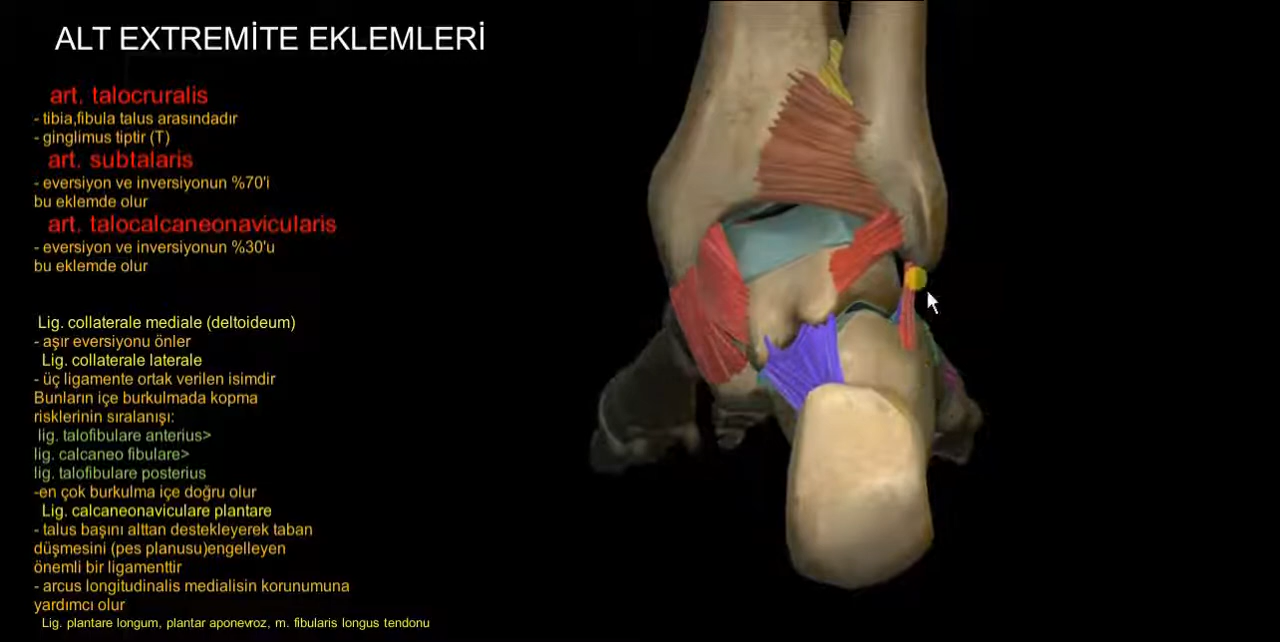 ALT EXTREMİTE EKLEMLERİ
art. talocruralis
- tibia,fibula talus arasındadır
- ginglimus tiptir (T)
art. subtalaris
- eversiyon ve inversiyonun %70'i
bu eklemde olur
art. talocalcaneonavicularis
- eversiyon ve inversiyonun %30'u
bu eklemde olur
Lig. collaterale mediale (deltoideum)
- aşır eversiyonu önler
Lig. collaterale laterale
- üç ligamente ortak verilen isimdir
Bunların içe burkulmada kopma
risklerinin sıralanışı:
lig. talofibulare anterius>
lig. calcaneo fibulare>
lig. talofibulare posterius
-en çok burkulma içe doğru olur
Lig. calcaneonaviculare plantare
- talus başını alttan destekleyerek taban
düşmesini (pes planusu)engelleyen
önemli bir ligamenttir
- arcus longitudinalis medialisin korunumuna
yardımcı olur
Lig. plantare longum, plantar aponevroz, m. fibularis longus tendonu